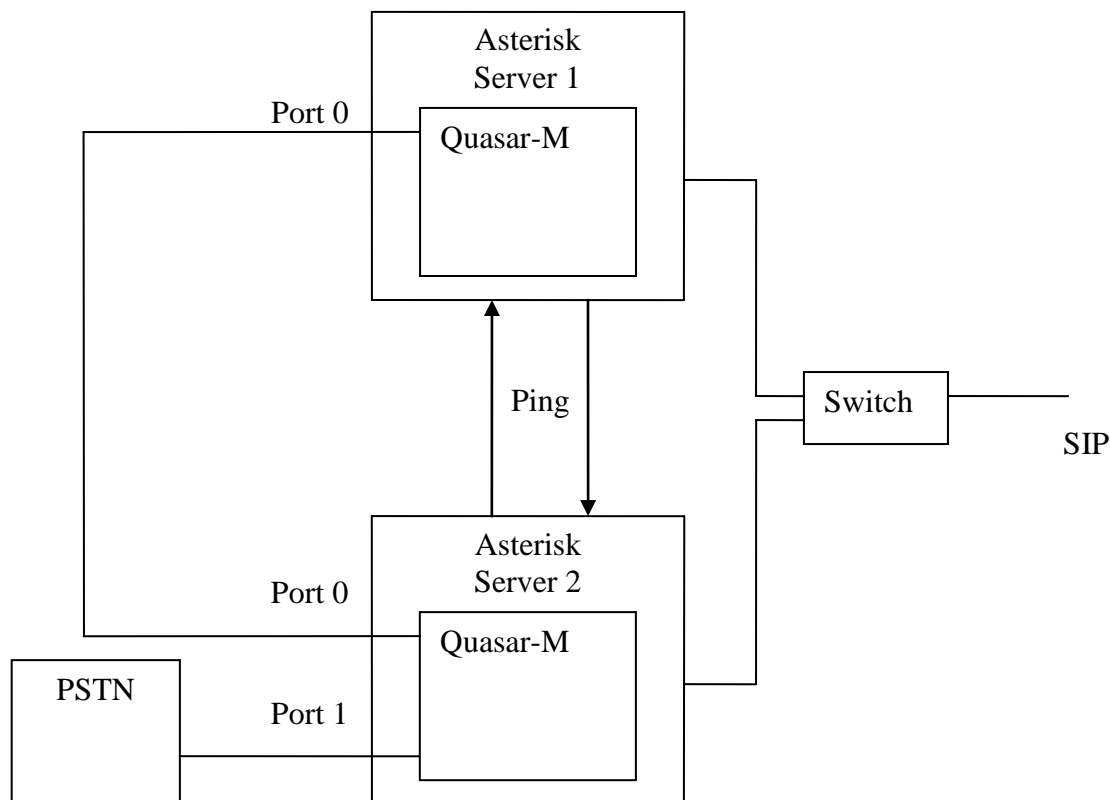 Asterisk
Server 1
Port 0
Quasar-M
Ping
Switch
SIP
Asterisk
Server 2
Port 0
Quasar-M
PSTN
Port 1